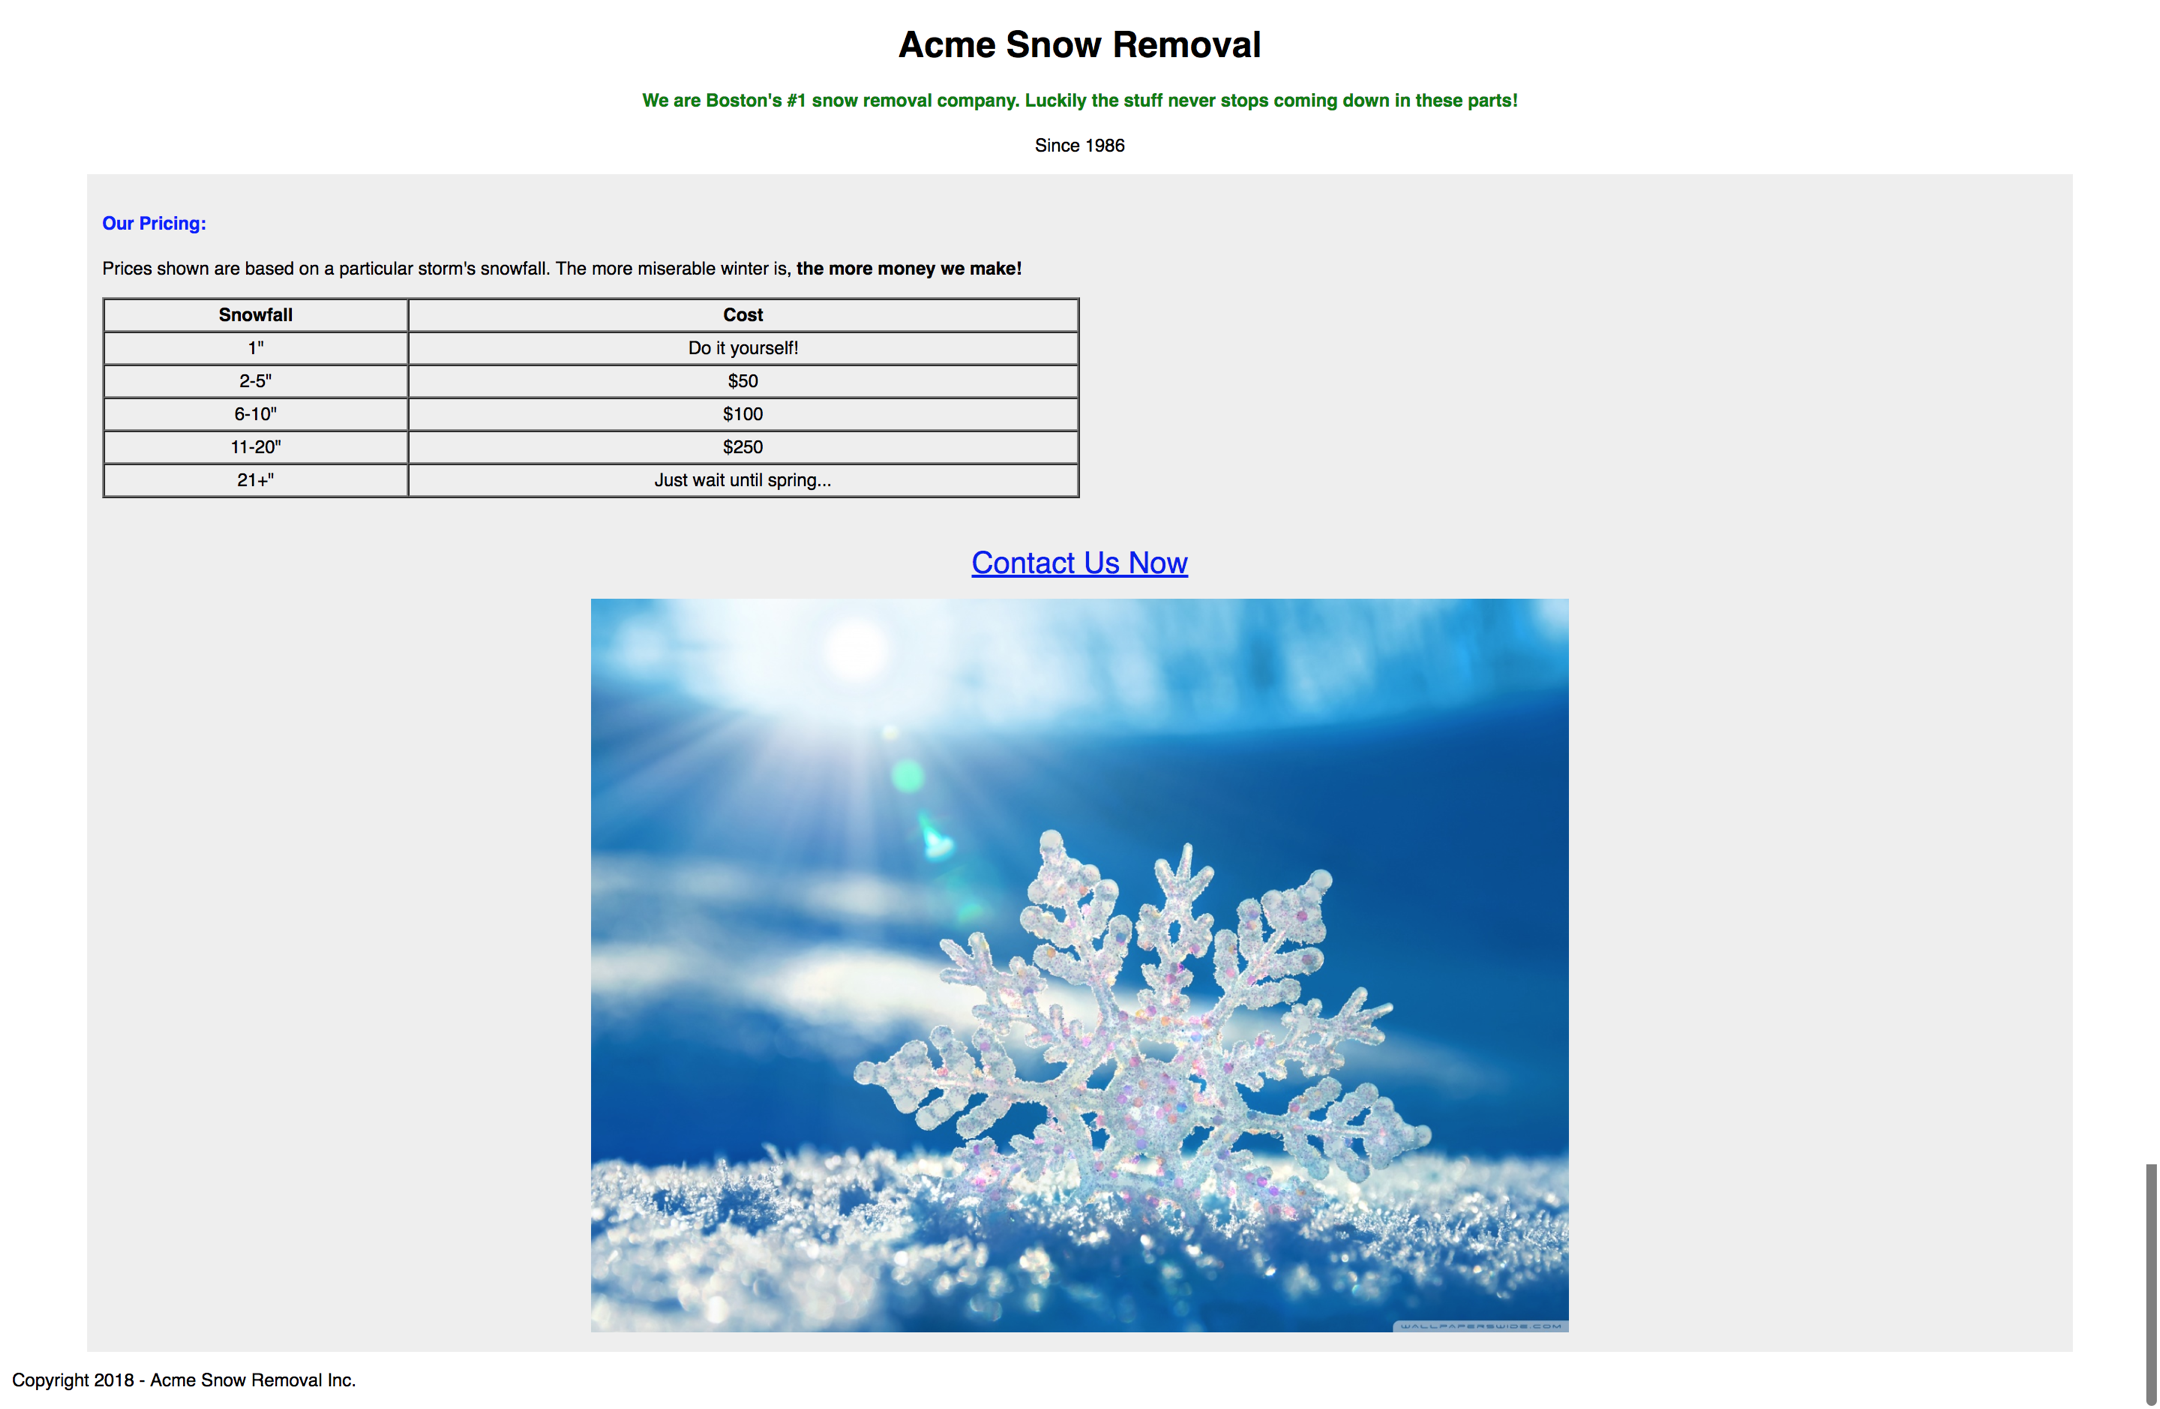 Acme Snow Removal
We are Boston's #1 snow removal company. Luckily the stuff never stops coming down in these parts!
Since 1986
Our Pricing:
Prices shown are based on a particular storm's snowfall. The more miserable winter is, the more money we make!
Snowfall Cost
1" Do it yourself!
2-5" $50
6-10" $100
11-20" $250
21+" Just wait until spring...
Contact Us Now
WALLPAPERSWIDE.COM
Copyright 2018 - Acme Snow Removal Inc.